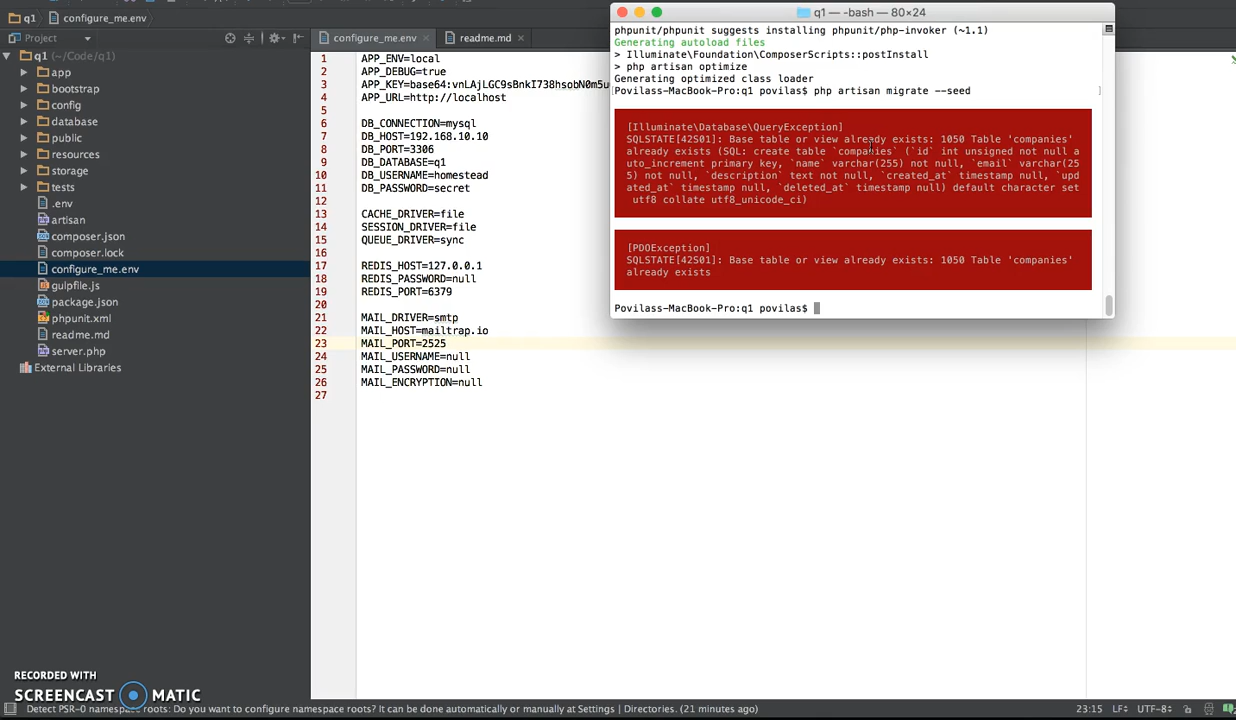 q1
configure_me.env
Project
q1 (~/Code/q1)
app
bootstrap
config
database
public
resources
storage
tests
.env
artisan
composer.json
composer.lock
configure_me.env
gulpfile.js
package.json
phpunit.xml
readme.md
server.php
External Libraries
configure_me.env
readme.md
1 APP_ENV=local
2 APP_DEBUG=true
3 APP_KEY=base64:vnLAjLGC9sBnkI738hsobN0m5u
4 APP_URL=http://localhost
5
6 DB_CONNECTION=mysql
7 DB_HOST=192.168.10.10
8 DB_PORT=3306
9 DB_DATABASE=q1
10 DB_USERNAME=homestead
11 DB_PASSWORD=secret
12
13 CACHE_DRIVER=file
14 SESSION_DRIVER=file
15 QUEUE_DRIVER=sync
16
17 REDIS_HOST=127.0.0.1
18 REDIS_PASSWORD=null
19 REDIS_PORT=6379
20
21 MAIL_DRIVER=smtp
22 MAIL_HOST=mailtrap.io
23 MAIL_PORT=2525
24 MAIL_USERNAME=null
25 MAIL_PASSWORD=null
26 MAIL_ENCRYPTION=null
27
q1 — -bash — 80×24
phpunit/phpunit suggests installing phpunit/php-invoker (~1.1)
Generating autoload files
> Illuminate\Foundation\ComposerScripts::postInstall
> php artisan optimize
Generating optimized class loader
[Povilass-MacBook-Pro:q1 povilas$ php artisan migrate --seed ]
[Illuminate\Database\QueryException]
SQLSTATE[42S01]: Base table or view already exists: 1050 Table 'companies'
already exists (SQL: create table `companies` (`id` int unsigned not null a
uto_increment primary key, `name` varchar(255) not null, `email` varchar(25
5) not null, `description` text not null, `created_at` timestamp null, `upd
ated_at` timestamp null, `deleted_at` timestamp null) default character set
utf8 collate utf8_unicode_ci)
[PDOException]
SQLSTATE[42S01]: Base table or view already exists: 1050 Table 'companies'
already exists
Povilass-MacBook-Pro:q1 povilas$
RECORDED WITH
SCREENCAST MATIC
Detect PSR-0 namespace roots: Do you want to configure namespace roots? It can be done automatically or manually at Settings | Directories. (21 minutes ago)
23:15 LF UTF-8